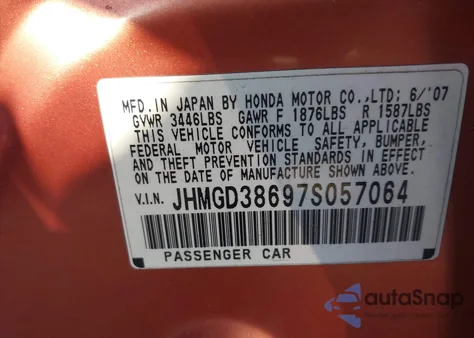 MFD. IN JAPAN BY HONDA MOTOR CO.,LTD; 6/'07
GVWR 3446LBS GAWR F 1876LBS R 1587LBS
THIS VEHICLE CONFORMS TO ALL APPLICABLE
FEDERAL MOTOR VEHICLE SAFETY, BUMPER,
AND THEFT PREVENTION STANDARDS IN EFFECT
ON THE DATE OF MANUFACTURE SHOWN ABOVE.
V.I.N. JHMGD38697S057064
PASSENGER CAR
autoSnap